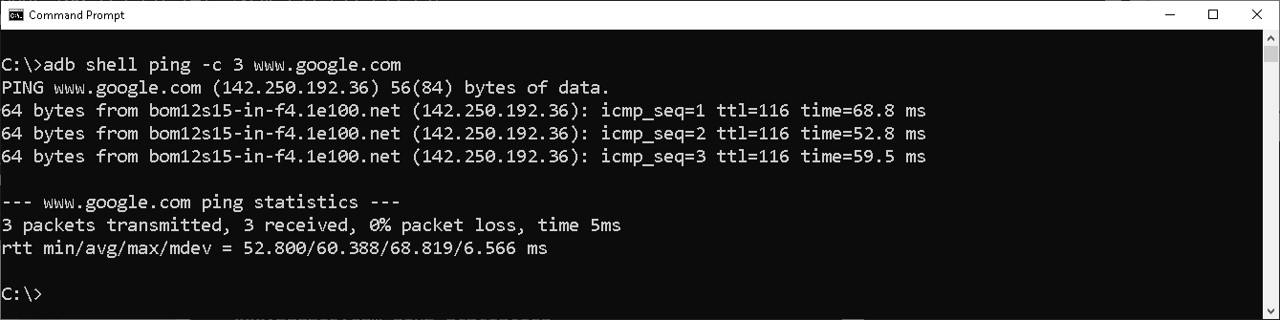 Command Prompt
C:\>adb shell ping -c 3 www.google.com
PING www.google.com (142.250.192.36) 56(84) bytes of data.
64 bytes from bom12s15-in-f4.1e100.net (142.250.192.36): icmp_seq=1 ttl=116 time=68.8 ms
64 bytes from bom12s15-in-f4.1e100.net (142.250.192.36): icmp_seq=2 ttl=116 time=52.8 ms
64 bytes from bom12s15-in-f4.1e100.net (142.250.192.36): icmp_seq=3 ttl=116 time=59.5 ms
--- www.google.com ping statistics ---
3 packets transmitted, 3 received, 0% packet loss, time 5ms
rtt min/avg/max/mdev = 52.800/60.388/68.819/6.566 ms
C:\>